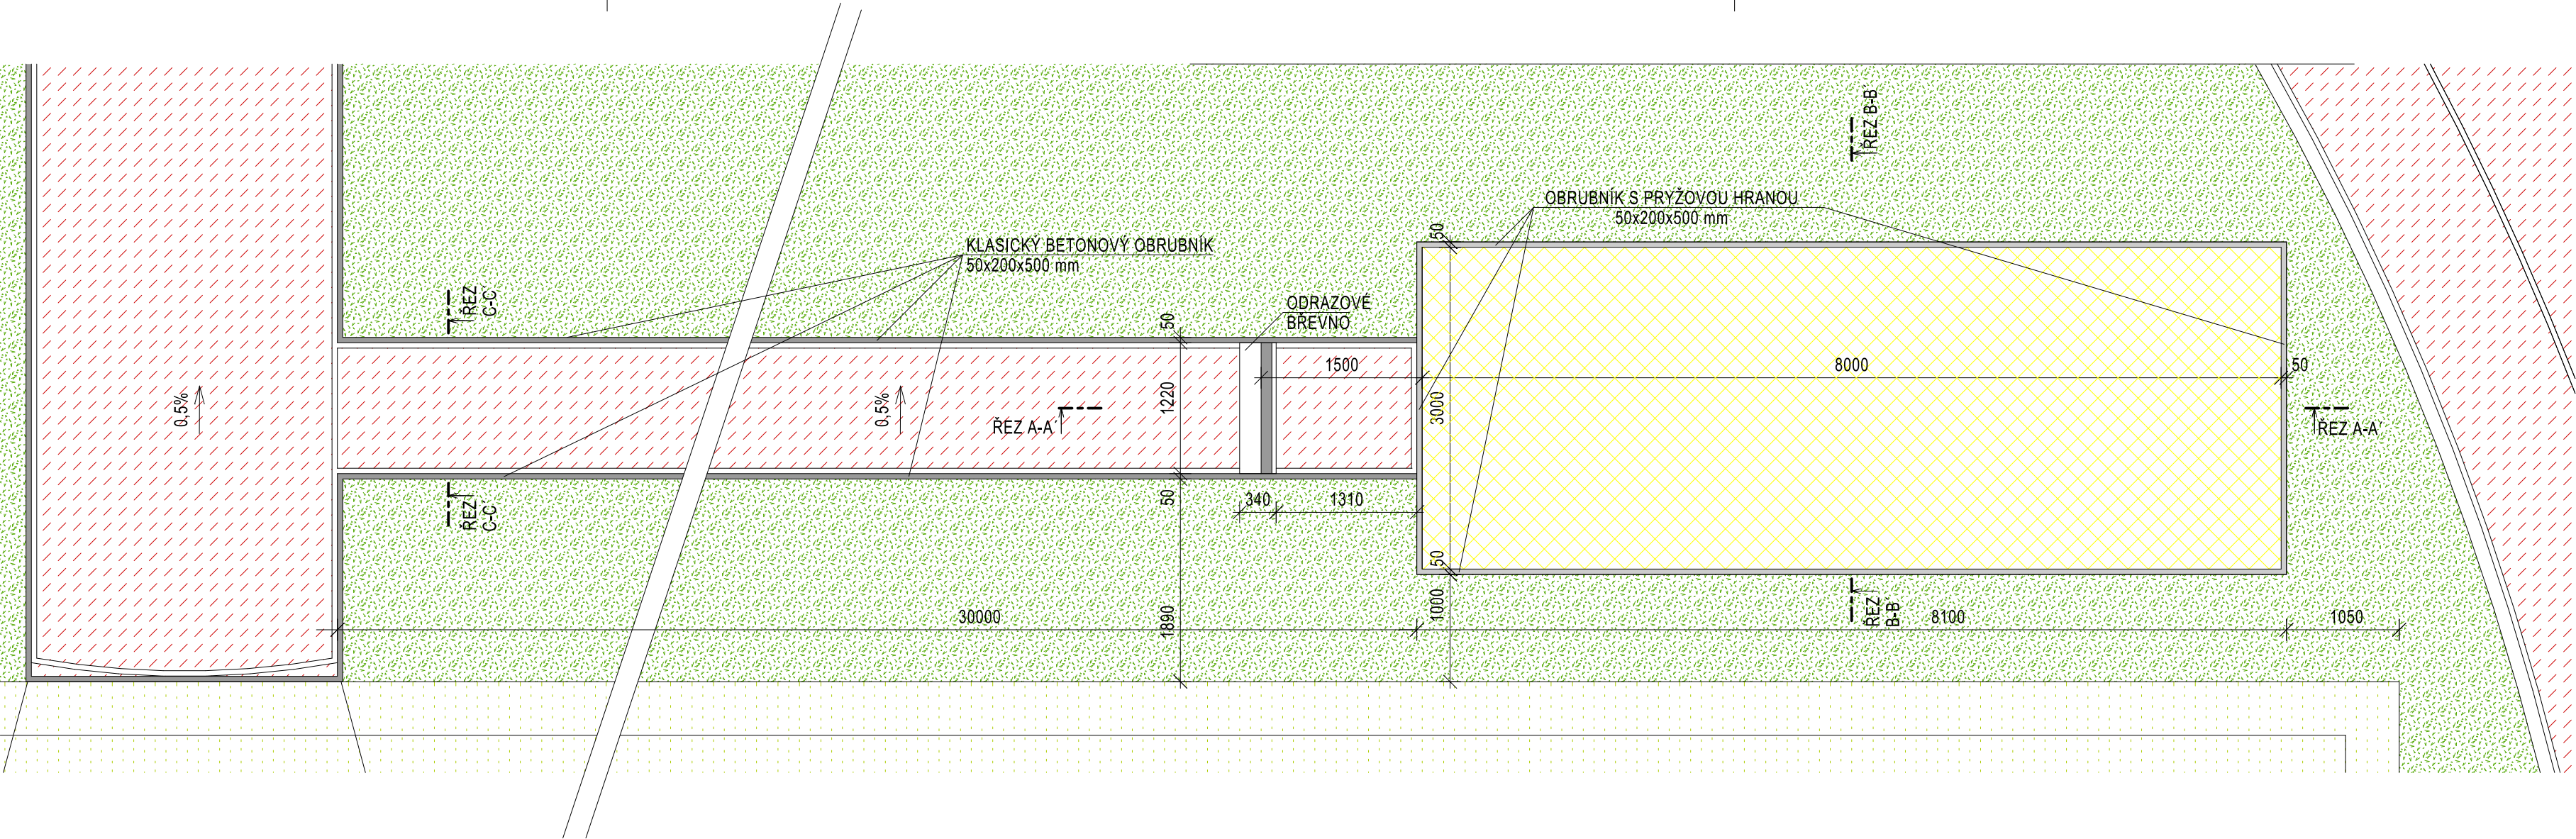 ŘEZ B-B´
OBRUBNÍK S PRYŽOVOU HRANOU
50x200x500 mm
KLASICKÝ BETONOVÝ OBRUBNÍK
50x200x500 mm
50
ŘEZ
C-C´
ODRAZOVÉ
BŘEVNO
50
1500
8000
50
0,5%
0,5%
1220
3000
ŘEZ A-A´
ŘEZ A-A´
50
340
1310
ŘEZ
C-C´
50
1000
1890
30000
ŘEZ
B-B´
8100
1050